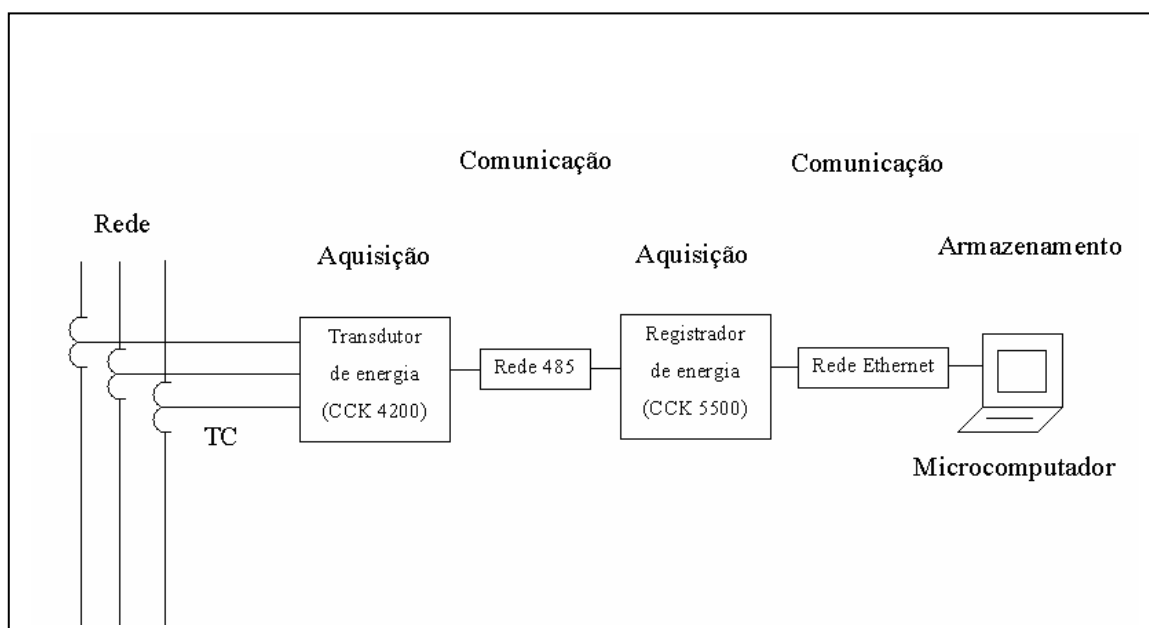 Comunicação
Comunicação
Rede
Aquisição
Aquisição
Armazenamento
Transdutor
de energia
(CCK 4200)
Rede 485
Registrador
de energia
(CCK 5500)
Rede Ethernet
TC
Microcomputador